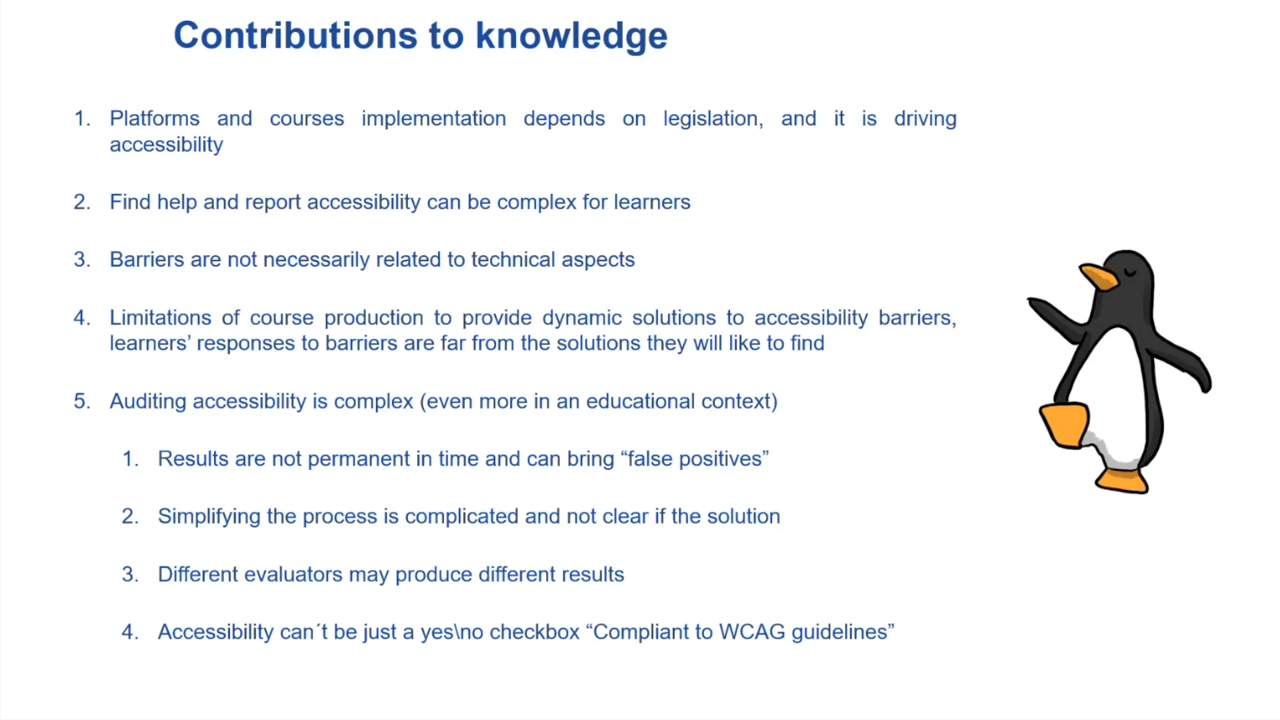 Contributions to knowledge
1. Platforms and courses implementation depends on legislation, and it is driving
accessibility
2. Find help and report accessibility can be complex for learners
3. Barriers are not necessarily related to technical aspects
4. Limitations of course production to provide dynamic solutions to accessibility barriers,
learners’ responses to barriers are far from the solutions they will like to find
5. Auditing accessibility is complex (even more in an educational context)
1. Results are not permanent in time and can bring “false positives”
2. Simplifying the process is complicated and not clear if the solution
3. Different evaluators may produce different results
4. Accessibility can´t be just a yes\no checkbox “Compliant to WCAG guidelines”